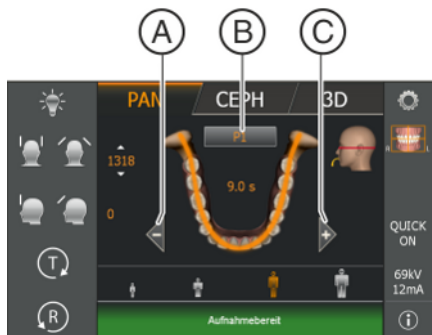 A B C
PAN CEPH 3D
P1
1318
9.0 s
0
- +
R L
QUICK
ON
T
69kV
12mA
R
Aufnahmebereit
i